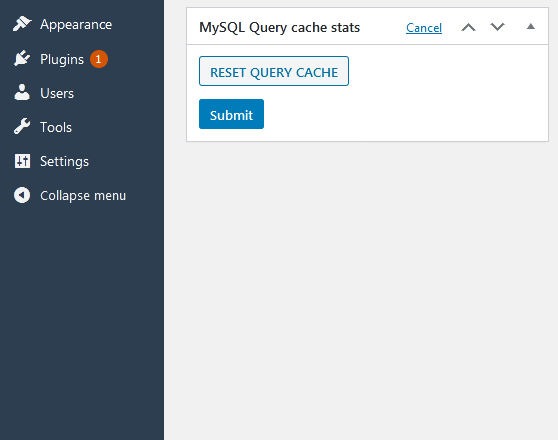 Appearance
Plugins 1
Users
Tools
Settings
Collapse menu
MySQL Query cache stats Cancel
RESET QUERY CACHE
Submit